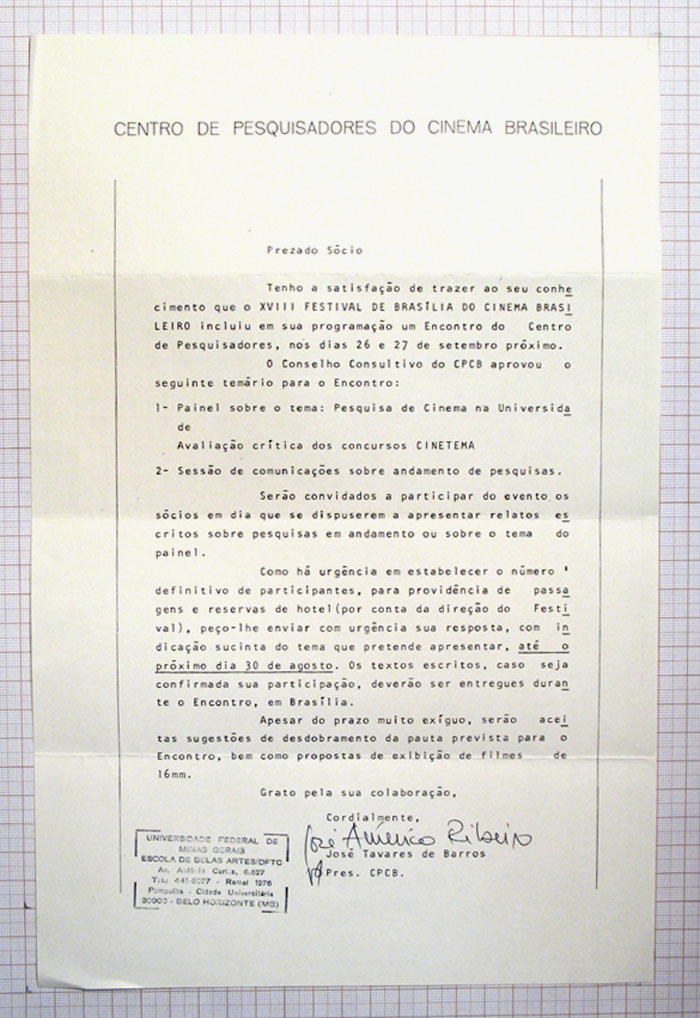 CENTRO DE PESQUISADORES DO CINEMA BRASILEIRO
Prezado Sócio
Tenho a satisfação de trazer ao seu conhe
cimento que o XVIII FESTIVAL DE BRASÍLIA DO CINEMA BRASI
LEIRO incluiu em sua programação um Encontro do Centro
de Pesquisadores, nos dias 26 e 27 de setembro próximo.
O Conselho Consultivo do CPCB aprovou o
seguinte temário para o Encontro:
1- Painel sobre o tema: Pesquisa de Cinema na Universida
de
Avaliação crítica dos concursos CINETEMA
2- Sessão de comunicações sobre andamento de pesquisas.
Serão convidados a participar do evento os
sócios em dia que se dispuserem a apresentar relatos es
critos sobre pesquisas em andamento ou sobre o tema do
painel.
Como há urgência em estabelecer o número '
definitivo de participantes, para providência de passa
gens e reservas de hotel(por conta da direção do Festi
val), peço-lhe enviar com urgência sua resposta, com in
dicação sucinta do tema que pretende apresentar, até o
próximo dia 30 de agosto. Os textos escritos, caso seja
confirmada sua participação, deverão ser entregues duran
te o Encontro, em Brasília.
Apesar do prazo muito exíguo, serão acei
tas sugestões de desdobramento da pauta prevista para o
Encontro, bem como propostas de exibição de filmes de
16mm.
Grato pela sua colaboração,
Cordialmente,
José Américo Ribeiro
José Tavares de Barros
Pres. CPCB.
UNIVERSIDADE FEDERAL DE
MINAS GERAIS
ESCOLA DE BELAS ARTES/DFTC
Av. Antônio Carlos, 6.627
Tel.: Ramal 1276
Pampulha - Cidade Universitária
30000 - BELO HORIZONTE (MG)